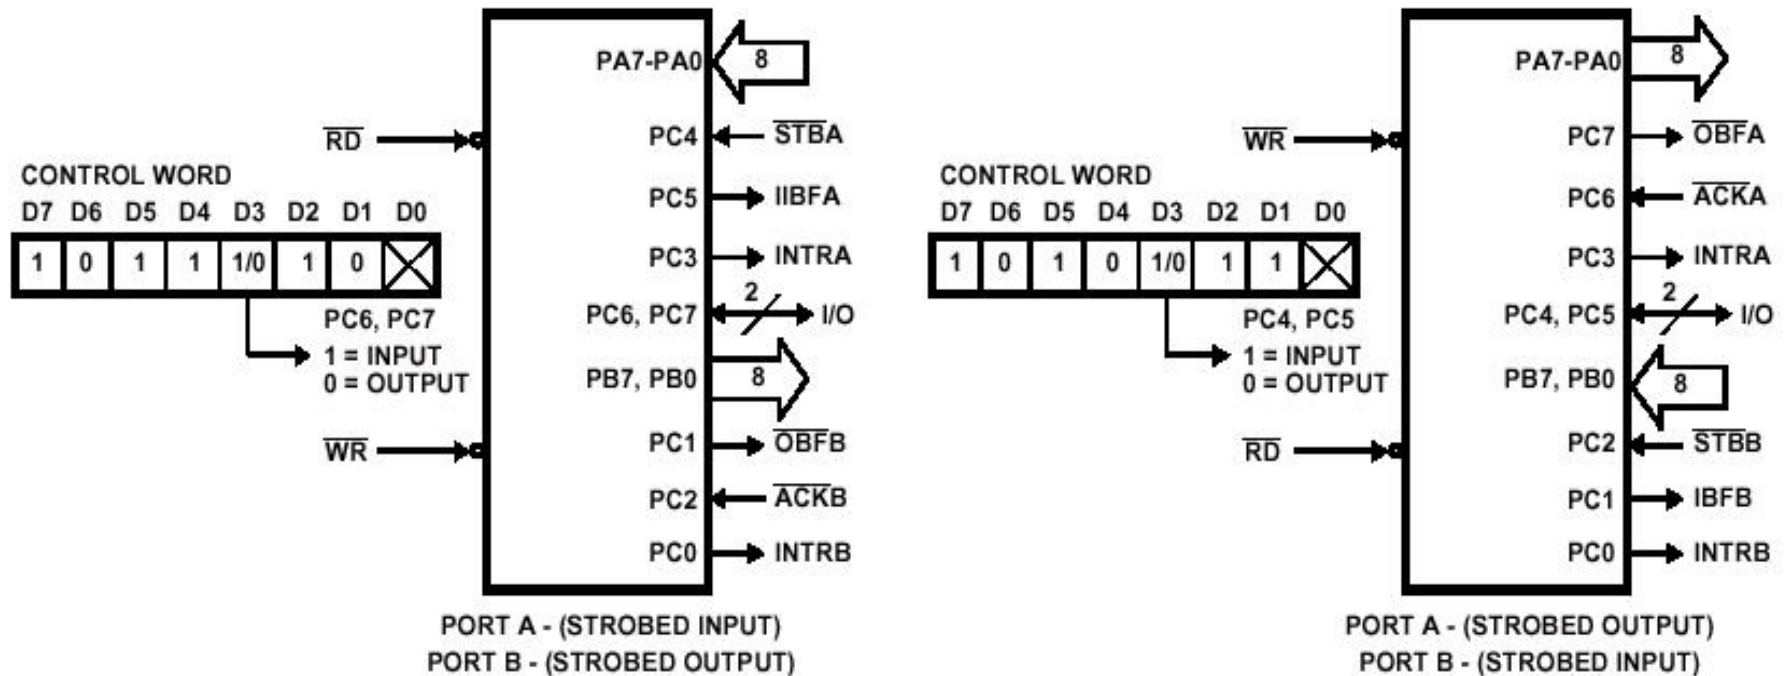 PA7-PA0
8
RD
PC4
STBA
CONTROL WORD
D7 D6 D5 D4 D3 D2 D1 D0
1 0 1 1 1/0 1 0
PC5
IIBFA
PC3
INTRA
PC6, PC7
1 = INPUT
0 = OUTPUT
PC6, PC7
2
I/O
PB7, PB0
8
WR
PC1
OBFB
PC2
ACKB
PC0
INTRB
PORT A - (STROBED INPUT)
PORT B - (STROBED OUTPUT)
PA7-PA0
8
WR
PC7
OBFA
CONTROL WORD
D7 D6 D5 D4 D3 D2 D1 D0
1 0 1 0 1/0 1 1
PC6
ACKA
PC3
INTRA
PC4, PC5
1 = INPUT
0 = OUTPUT
PC4, PC5
2
I/O
PB7, PB0
8
RD
PC2
STBB
PC1
IBFB
PC0
INTRB
PORT A - (STROBED OUTPUT)
PORT B - (STROBED INPUT)